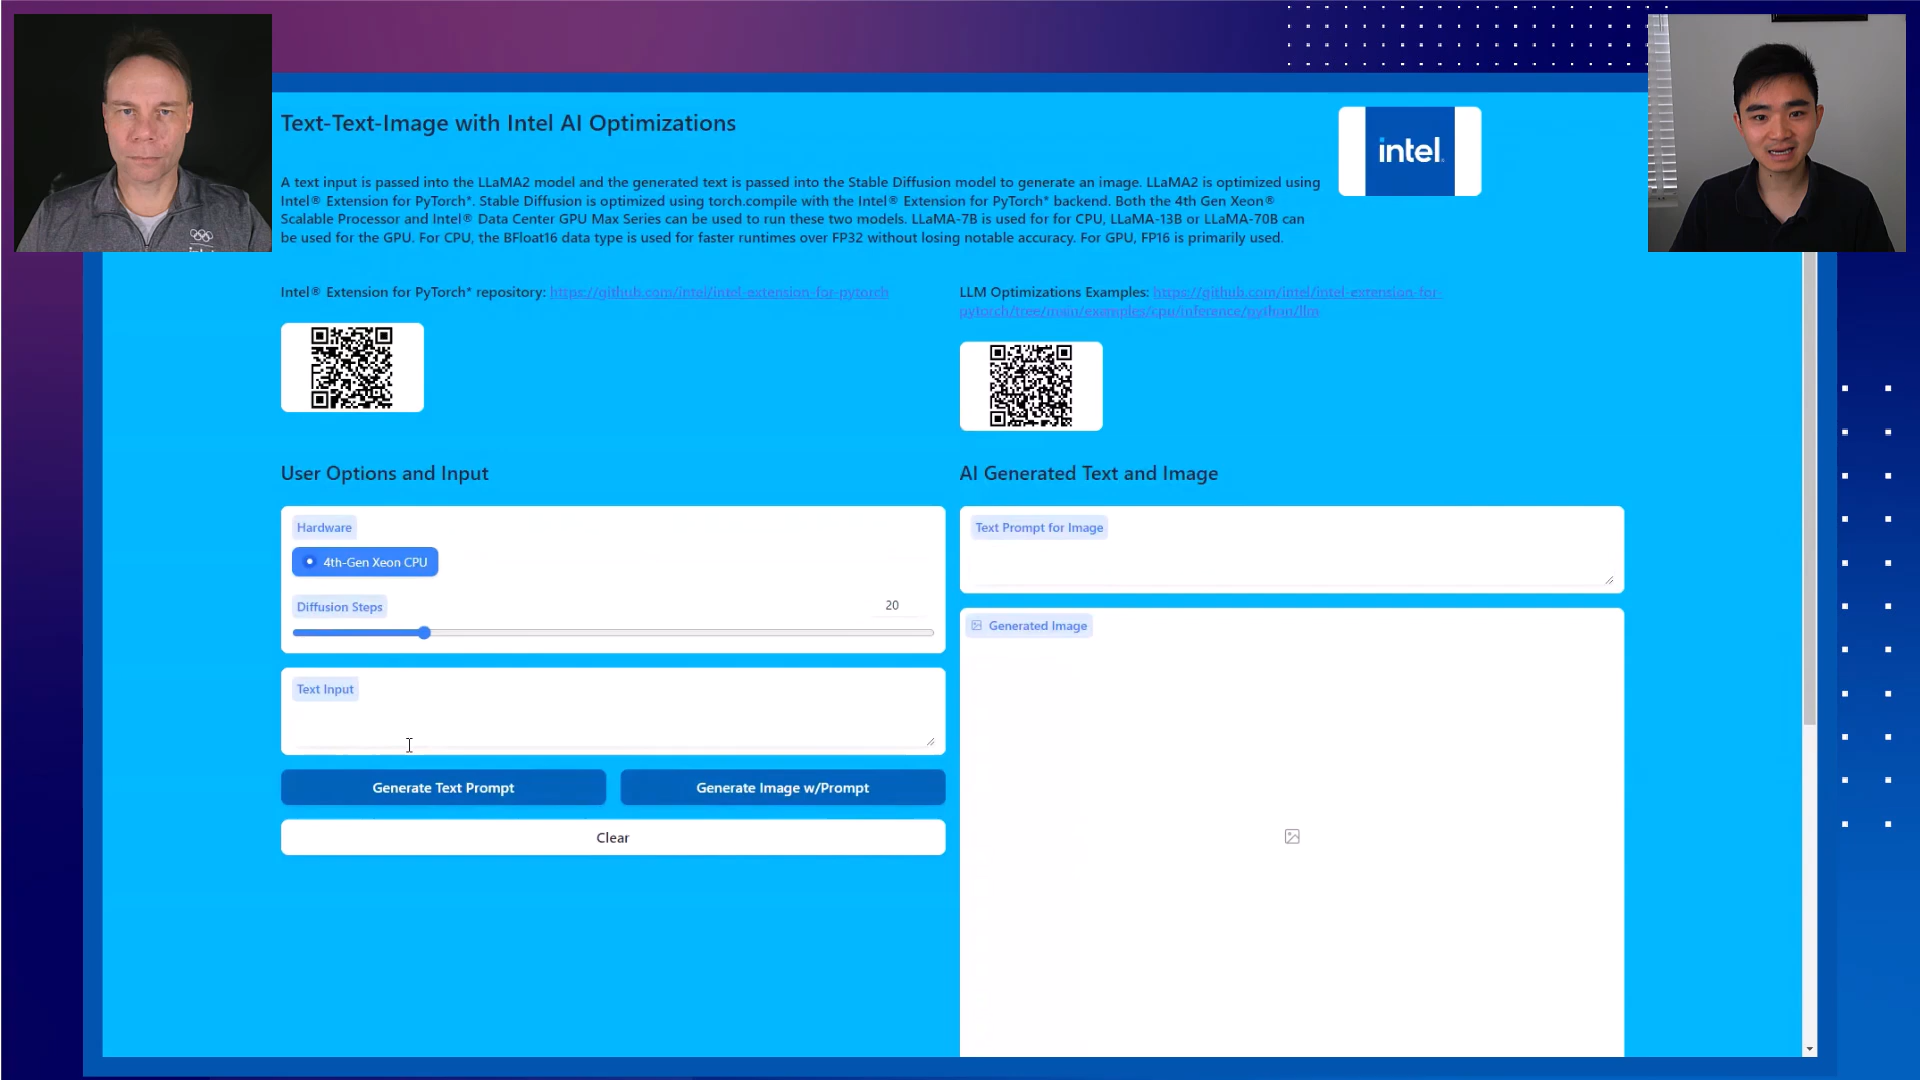 Text-Text-Image with Intel AI Optimizations
intel.
A text input is passed into the LLaMA2 model and the generated text is passed into the Stable Diffusion model to generate an image. LLaMA2 is optimized using
Intel® Extension for PyTorch*. Stable Diffusion is optimized using torch.compile with the Intel® Extension for PyTorch* backend. Both the 4th Gen Xeon®
Scalable Processor and Intel® Data Center GPU Max Series can be used to run these two models. LLaMA-7B is used for for CPU, LLaMA-13B or LLaMA-70B can
be used for the GPU. For CPU, the BFloat16 data type is used for faster runtimes over FP32 without losing notable accuracy. For GPU, FP16 is primarily used.
Intel® Extension for PyTorch* repository: https://github.com/intel/intel-extension-for-pytorch
LLM Optimizations Examples: https://github.com/intel/intel-extension-for-
pytorch/tree/main/examples/cpu/inference/python/llm
User Options and Input
Hardware
4th-Gen Xeon CPU
Diffusion Steps
20
Text Input
Generate Text Prompt
Generate Image w/Prompt
Clear
AI Generated Text and Image
Text Prompt for Image
Generated Image